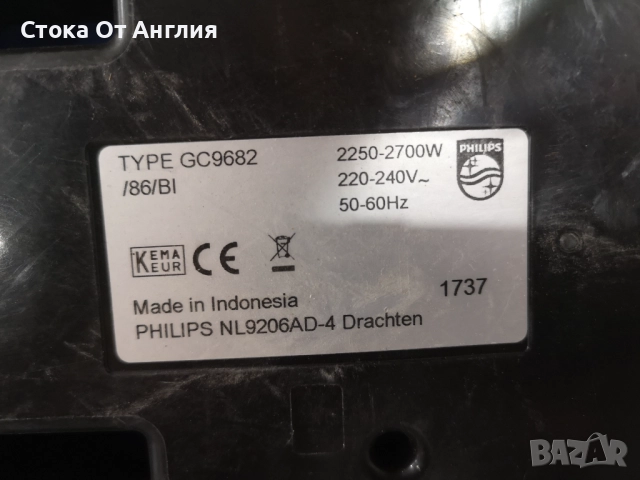 Стока От Англия
TYPE GC9682
/86/BI
2250-2700W
220-240V~
50-60Hz
PHILIPS
KEMA
KEUR
CE
Made in Indonesia
1737
PHILIPS NL9206AD-4 Drachten
BAZAR